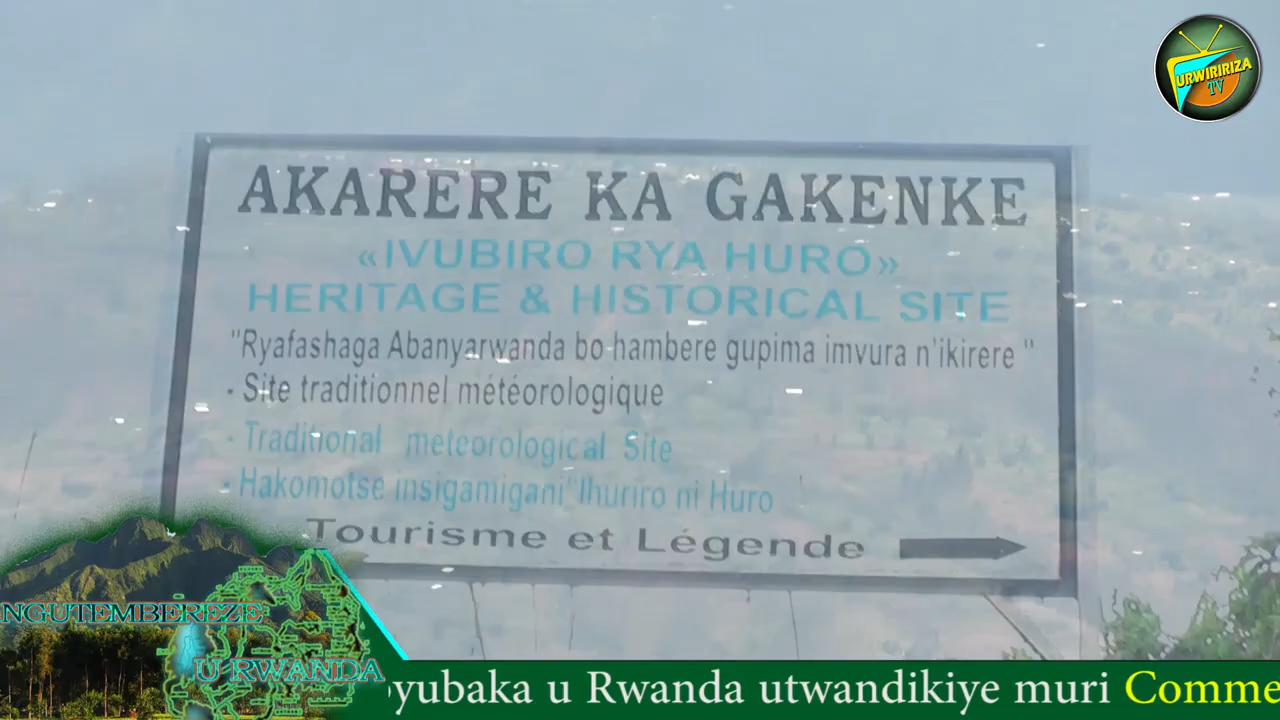 URWIRIRIZA
TV
AKARERE KA GAKENKE
«IVUBIRO RYA HURO»
HERITAGE & HISTORICAL SITE
"Ryafashaga Abanyarwanda bo hambere gupima imvura n'ikirere "
- Site traditionnel météorologique
- Traditional meteorological Site
- Hakomotse insigamigani"Ihuriro ni Huro
Tourisme et Légende
NGUTEMBEREZE
U RWANDA
yubaka u Rwanda utwandikiye muri Comme